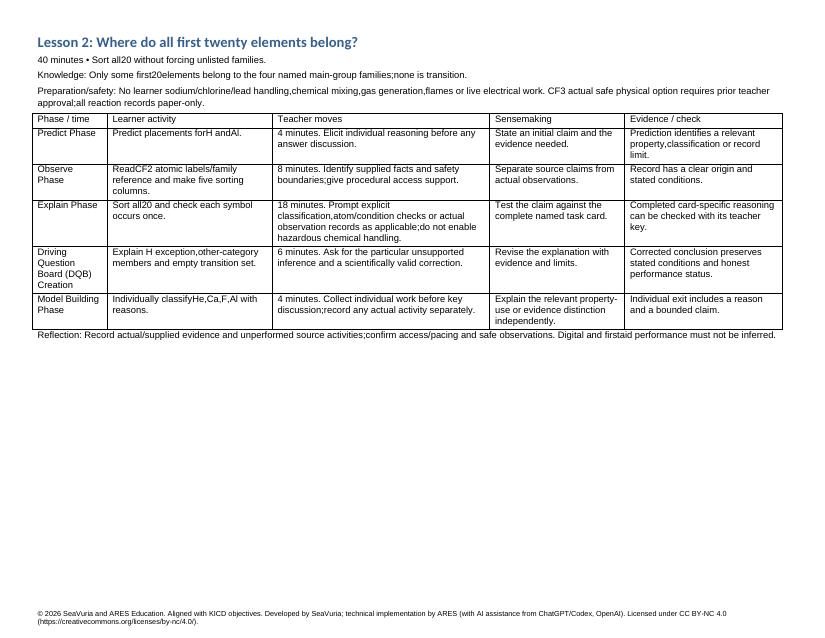 Lesson 2: Where do all first twenty elements belong?
40 minutes • Sort all20 without forcing unlisted families.
Knowledge: Only some first20elements belong to the four named main-group families;none is transition.
Preparation/safety: No learner sodium/chlorine/lead handling,chemical mixing,gas generation,flames or live electrical work. CF3 actual safe physical option requires prior teacher
approval;all reaction records paper-only.
Phase / time
Learner activity
Teacher moves
Sensemaking
Evidence / check
Predict Phase
Predict placements forH andAl.
4 minutes. Elicit individual reasoning before any
answer discussion.
State an initial claim and the
evidence needed.
Prediction identifies a relevant
property,classification or record
limit.
Observe
Phase
ReadCF2 atomic labels/family
reference and make five sorting
columns.
8 minutes. Identify supplied facts and safety
boundaries;give procedural access support.
Separate source claims from
actual observations.
Record has a clear origin and
stated conditions.
Explain Phase
Sort all20 and check each symbol
occurs once.
18 minutes. Prompt explicit
classification,atom/condition checks or actual
observation records as applicable;do not enable
hazardous chemical handling.
Test the claim against the
complete named task card.
Completed card-specific reasoning
can be checked with its teacher
key.
Driving
Question
Board (DQB)
Creation
Explain H exception,other-category
members and empty transition set.
6 minutes. Ask for the particular unsupported
inference and a scientifically valid correction.
Revise the explanation with
evidence and limits.
Corrected conclusion preserves
stated conditions and honest
performance status.
Model Building
Phase
Individually classifyHe,Ca,F,Al with
reasons.
4 minutes. Collect individual work before key
discussion;record any actual activity separately.
Explain the relevant property-
use or evidence distinction
independently.
Individual exit includes a reason
and a bounded claim.
Reflection: Record actual/supplied evidence and unperformed source activities;confirm access/pacing and safe observations. Digital and firstaid performance must not be inferred.
© 2026 SeaVuria and ARES Education. Aligned with KICD objectives. Developed by SeaVuria; technical implementation by ARES (with AI assistance from ChatGPT/Codex, OpenAI). Licensed under CC BY-NC 4.0
(https://creativecommons.org/licenses/by-nc/4.0/).